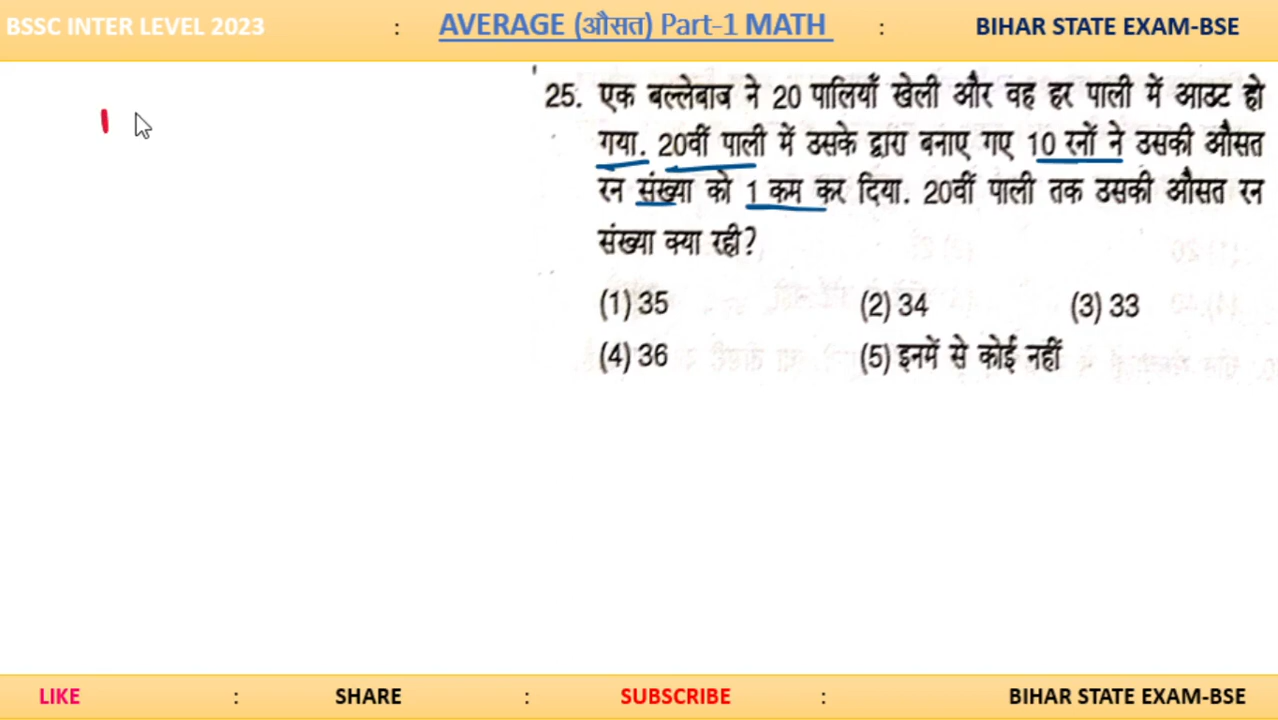 BSSC INTER LEVEL 2023 : AVERAGE (औसत) Part-1 MATH : BIHAR STATE EXAM-BSE
25. एक बल्लेबाज ने 20 पालियाँ खेली और वह हर पाली में आउट हो
गया. 20वीं पाली में उसके द्वारा बनाए गए 10 रनों ने उसकी औसत
रन संख्या को 1 कम कर दिया. 20वीं पाली तक उसकी औसत रन
संख्या क्या रही?
(1) 35 (2) 34 (3) 33
(4) 36 (5) इनमें से कोई नहीं
LIKE : SHARE : SUBSCRIBE : BIHAR STATE EXAM-BSE